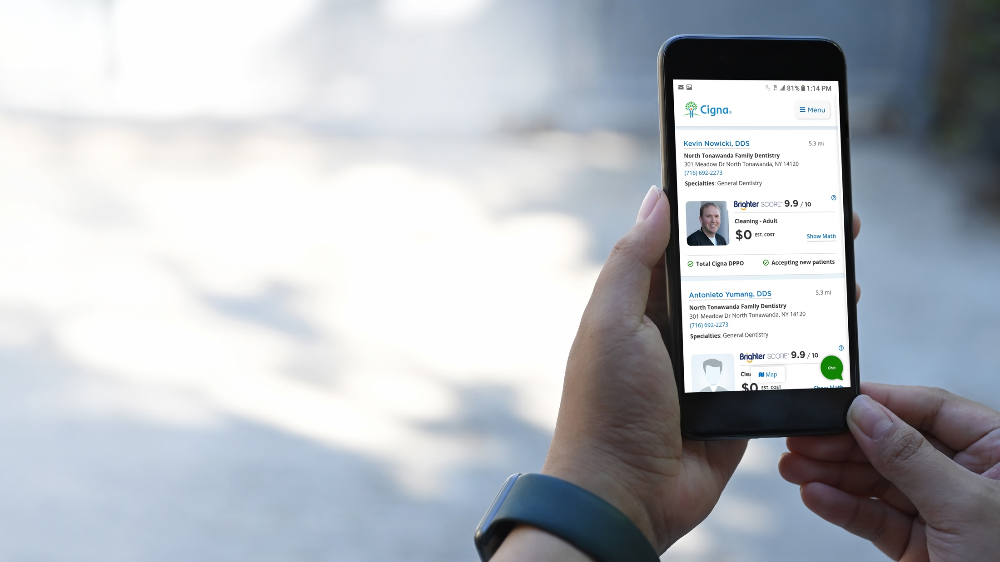 81% 1:14 PM
Cigna®
Menu
Kevin Nowicki, DDS 5.3 mi
North Tonawanda Family Dentistry
301 Meadow Dr North Tonawanda, NY 14120
(716) 692-2273
Specialties: General Dentistry
Brighter SCORE 9.9 / 10
Cleaning - Adult
$0 EST. COST Show Math
Total Cigna DPPO Accepting new patients
Antonieto Yumang, DDS 5.3 mi
North Tonawanda Family Dentistry
301 Meadow Dr North Tonawanda, NY 14120
(716) 692-2273
Specialties: General Dentistry
Brighter SCORE 9.9 / 10
Chat
Clea
Map
$0 EST. COST Show Math